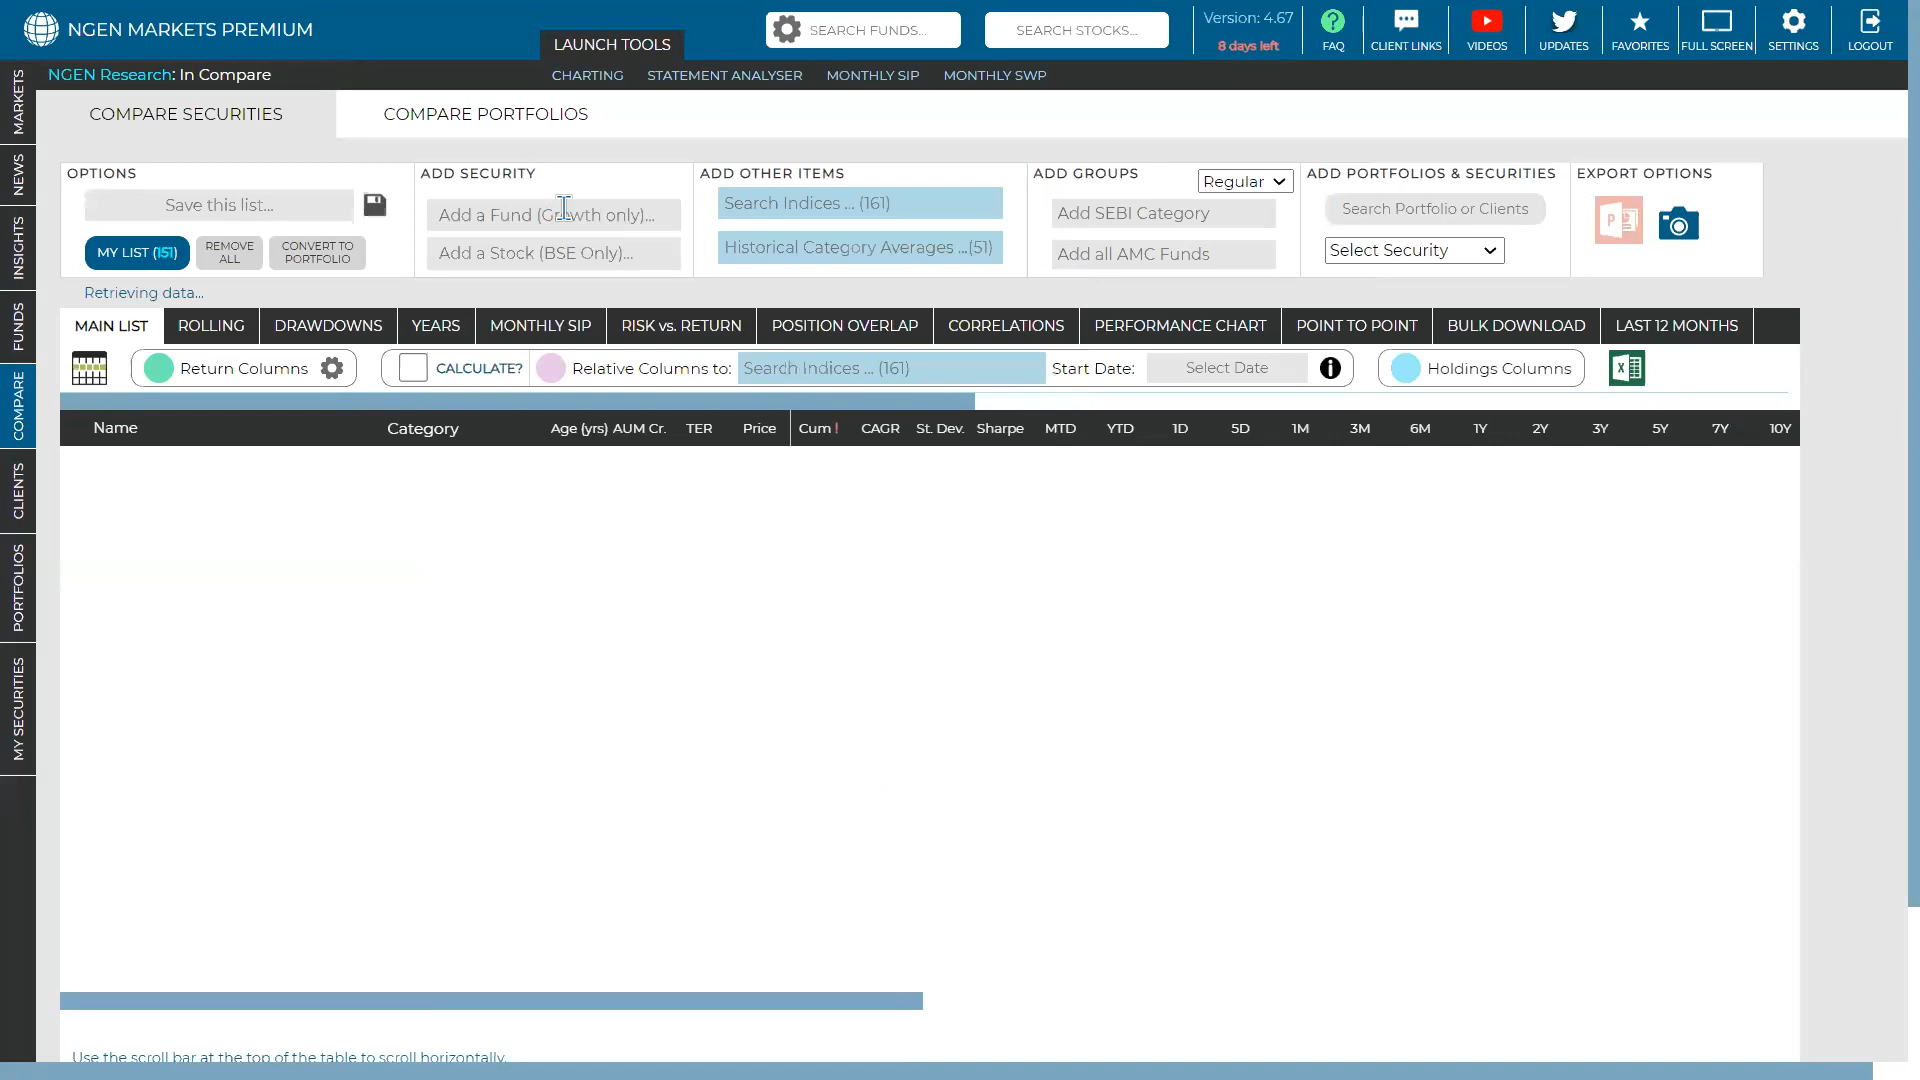 NGEN MARKETS PREMIUM
LAUNCH TOOLS
SEARCH FUNDS...
SEARCH STOCKS...
Version: 4.67
8 days left
FAQ
CLIENT LINKS
VIDEOS
UPDATES
FAVORITES
FULL SCREEN
SETTINGS
LOGOUT
NGEN Research: In Compare
CHARTING
STATEMENT ANALYSER
MONTHLY SIP
MONTHLY SWP
MARKETS
NEWS
INSIGHTS
FUNDS
COMPARE
CLIENTS
PORTFOLIOS
MY SECURITIES
COMPARE SECURITIES
COMPARE PORTFOLIOS
OPTIONS
Save this list...
MY LIST (151)
REMOVE ALL
CONVERT TO PORTFOLIO
ADD SECURITY
Add a Fund (Growth only)...
Add a Stock (BSE Only)...
ADD OTHER ITEMS
Search Indices ... (161)
Historical Category Averages ...(51)
ADD GROUPS
Regular
Add SEBI Category
Add all AMC Funds
ADD PORTFOLIOS & SECURITIES
Search Portfolio or Clients
Select Security
EXPORT OPTIONS
Retrieving data...
MAIN LIST
ROLLING
DRAWDOWNS
YEARS
MONTHLY SIP
RISK vs. RETURN
POSITION OVERLAP
CORRELATIONS
PERFORMANCE CHART
POINT TO POINT
BULK DOWNLOAD
LAST 12 MONTHS
Return Columns
CALCULATE?
Relative Columns to:
Search Indices ... (161)
Start Date:
Select Date
Holdings Columns
Name
Category
Age (yrs)
AUM Cr.
TER
Price
Cum !
CAGR
St. Dev.
Sharpe
MTD
YTD
1D
5D
1M
3M
6M
1Y
2Y
3Y
5Y
7Y
10Y
Use the scroll bar at the top of the table to scroll horizontally.